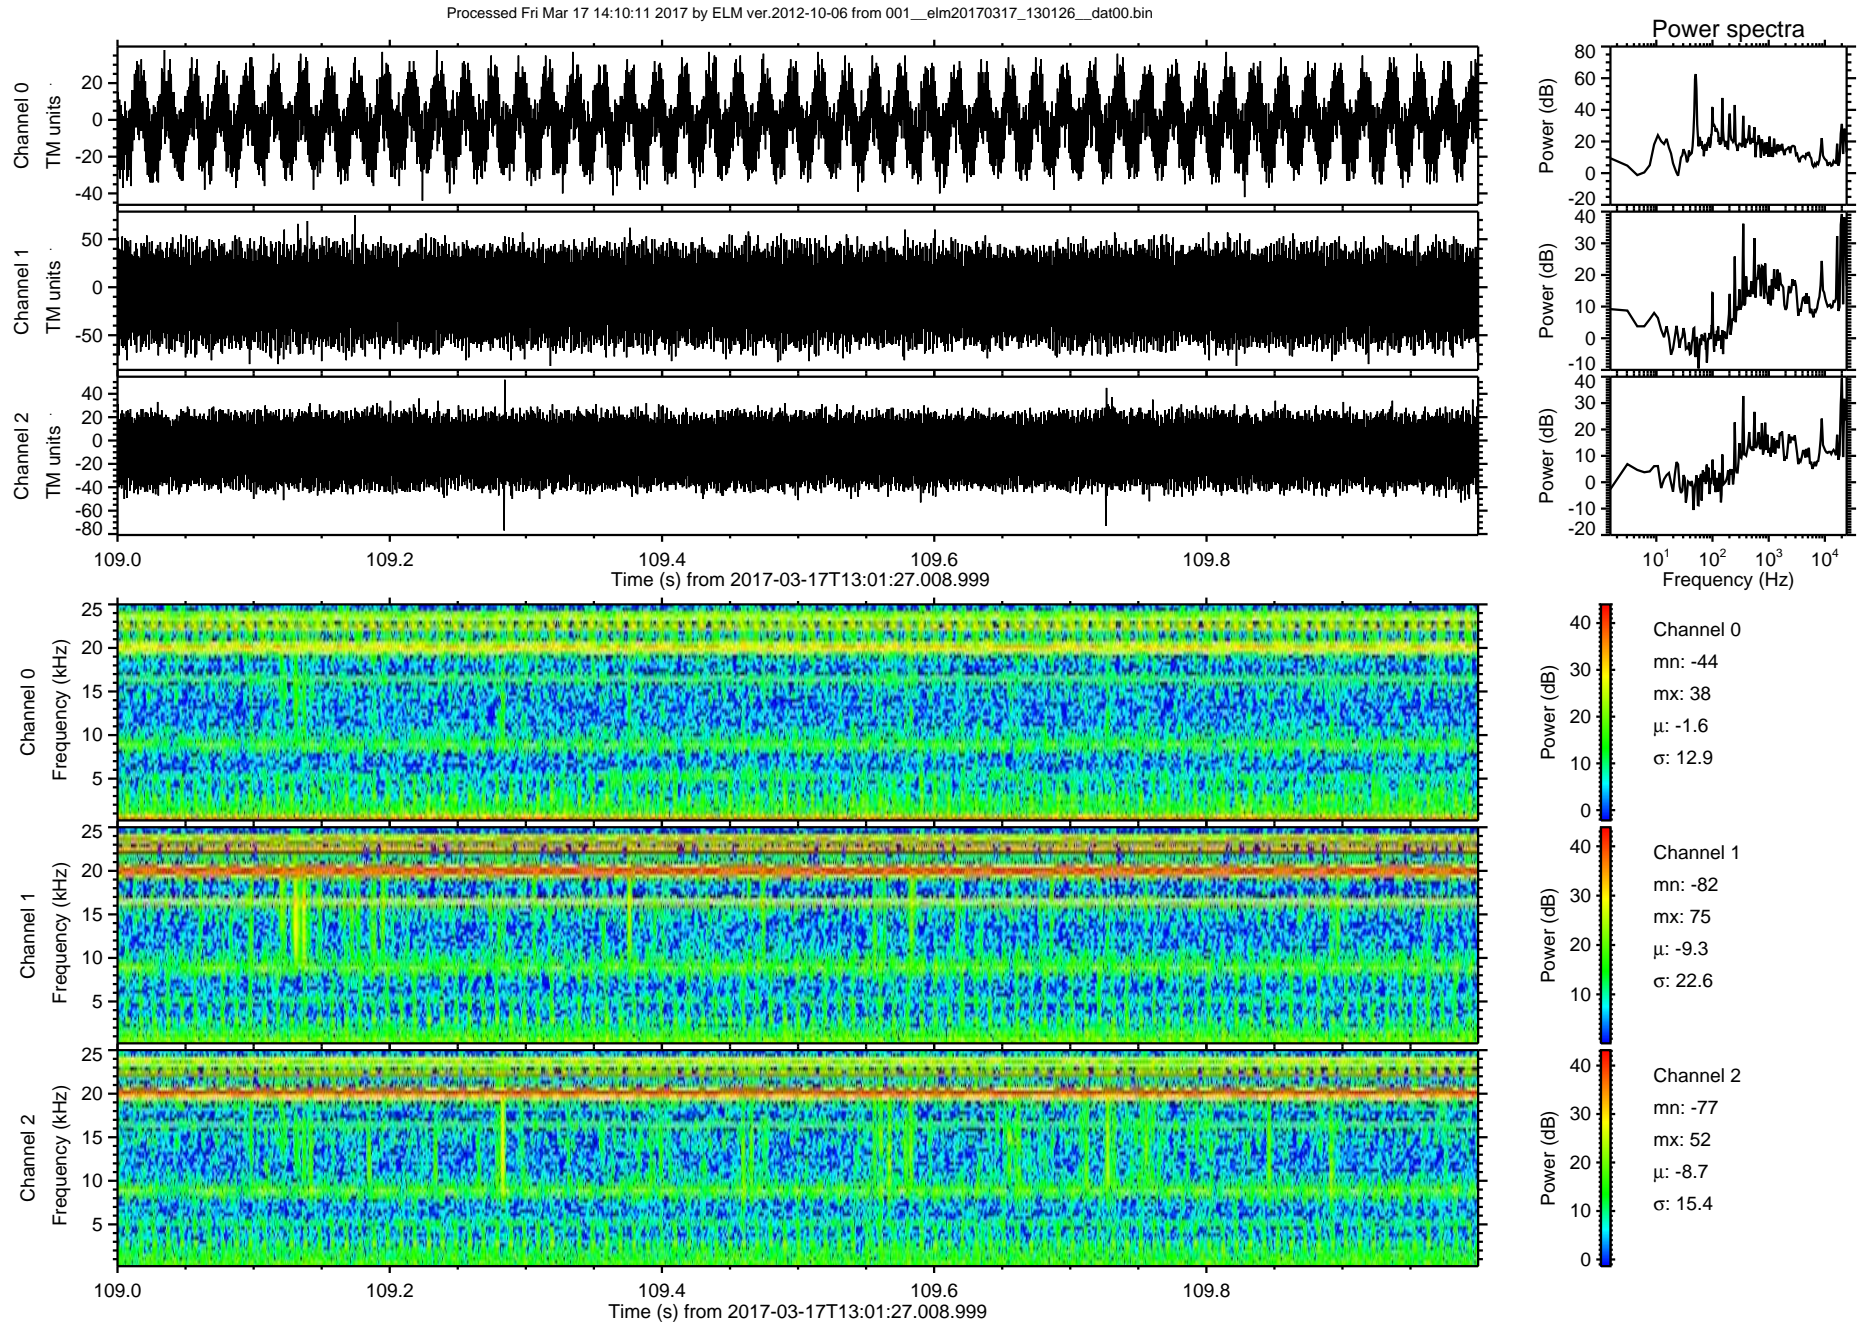 Processed Fri Mar 17 14:10:11 2017 by ELM ver.2012-10-06 from 001__elm20170317_130126__dat00.bin
Power spectra
Channel 0
TM units
20
0
-20
-40
Power (dB)
80
60
40
20
0
-20
Channel 1
TM units
50
0
-50
Power (dB)
40
30
20
10
0
-10
Channel 2
TM units
40
20
0
-20
-40
-60
-80
Power (dB)
40
30
20
10
0
-10
-20
109.0 109.2 109.4 109.6 109.8
Time (s) from 2017-03-17T13:01:27.008.999
10¹ 10² 10³ 10⁴
Frequency (Hz)
Channel 0
Frequency (kHz)
25
20
15
10
5
Power (dB)
40
30
20
10
0
Channel 0
mn: -44
mx: 38
μ: -1.6
σ: 12.9
Channel 1
Frequency (kHz)
25
20
15
10
5
Power (dB)
40
30
20
10
Channel 1
mn: -82
mx: 75
μ: -9.3
σ: 22.6
Channel 2
Frequency (kHz)
25
20
15
10
5
Power (dB)
40
30
20
10
0
Channel 2
mn: -77
mx: 52
μ: -8.7
σ: 15.4
109.0 109.2 109.4 109.6 109.8
Time (s) from 2017-03-17T13:01:27.008.999